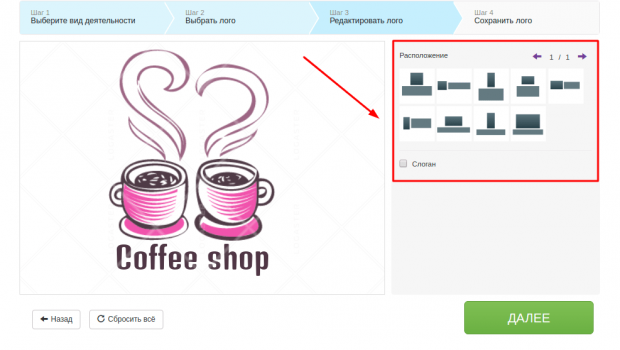 Шаг 1
Выберите вид деятельности
Шаг 2
Выбрать лого
Шаг 3
Редактировать лого
Шаг 4
Сохранить лого
Расположение
1 / 1
Слоган
Coffee shop
Назад
Сбросить всё
ДАЛЕЕ